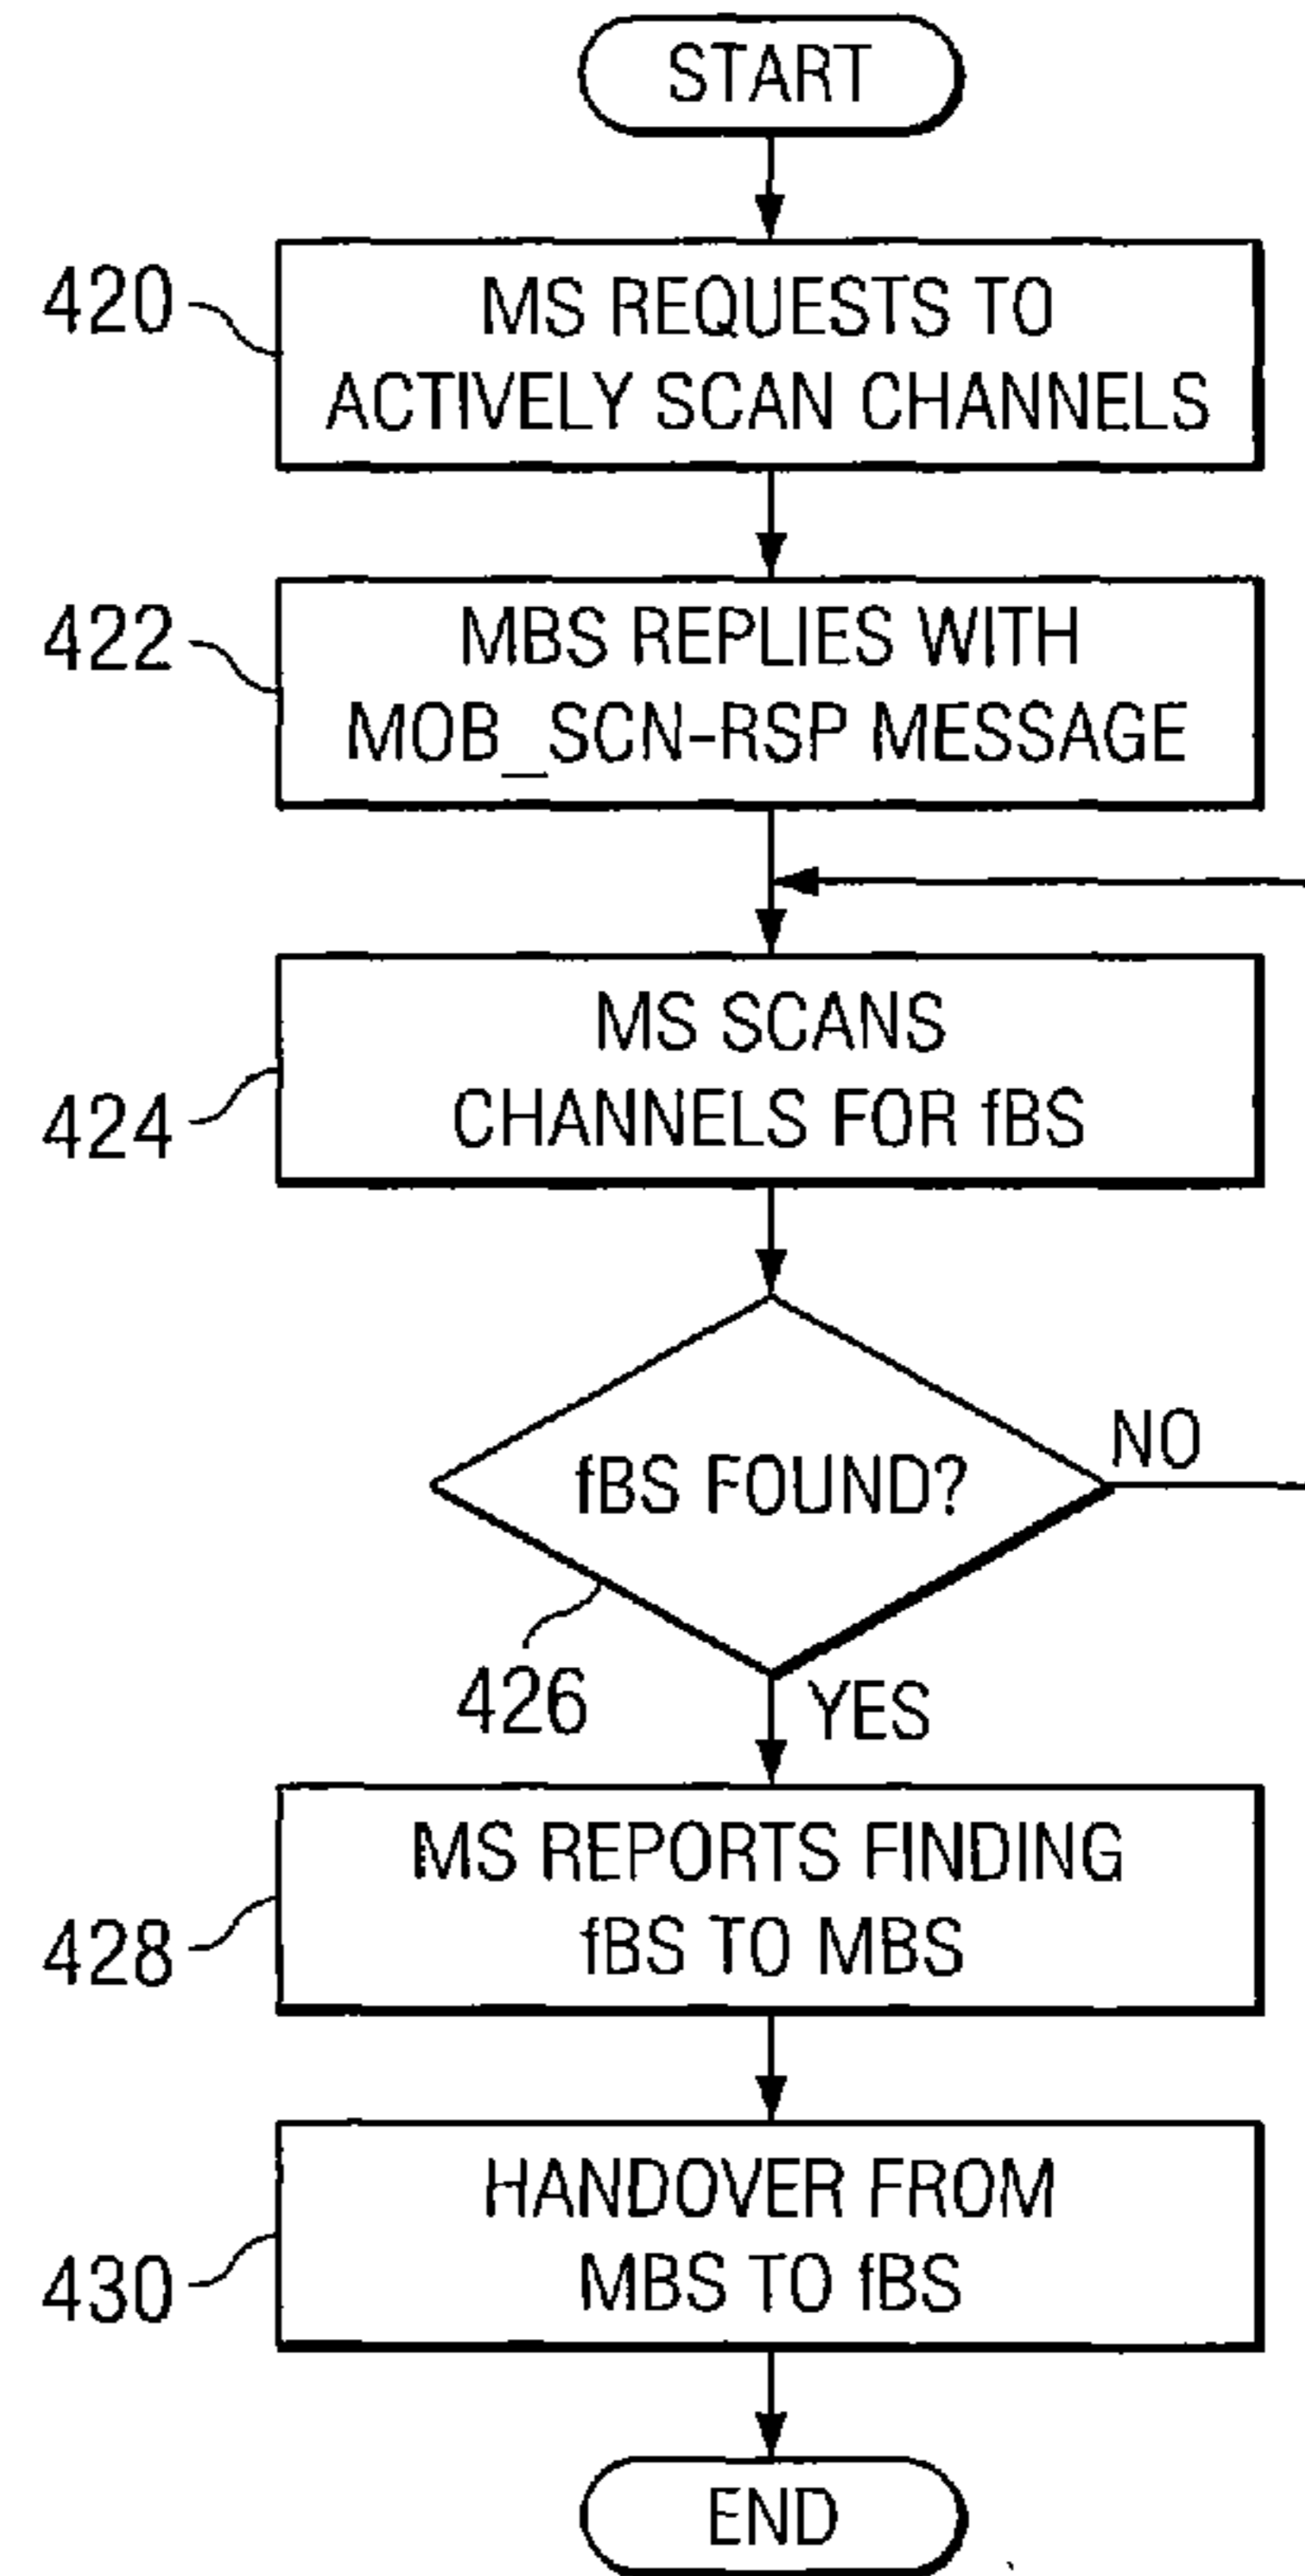 START
420
MS REQUESTS TO
ACTIVELY SCAN CHANNELS
422
MBS REPLIES WITH
MOB_SCN-RSP MESSAGE
424
MS SCANS
CHANNELS FOR fBS
fBS FOUND?
NO
426
YES
428
MS REPORTS FINDING
fBS TO MBS
430
HANDOVER FROM
MBS TO fBS
END